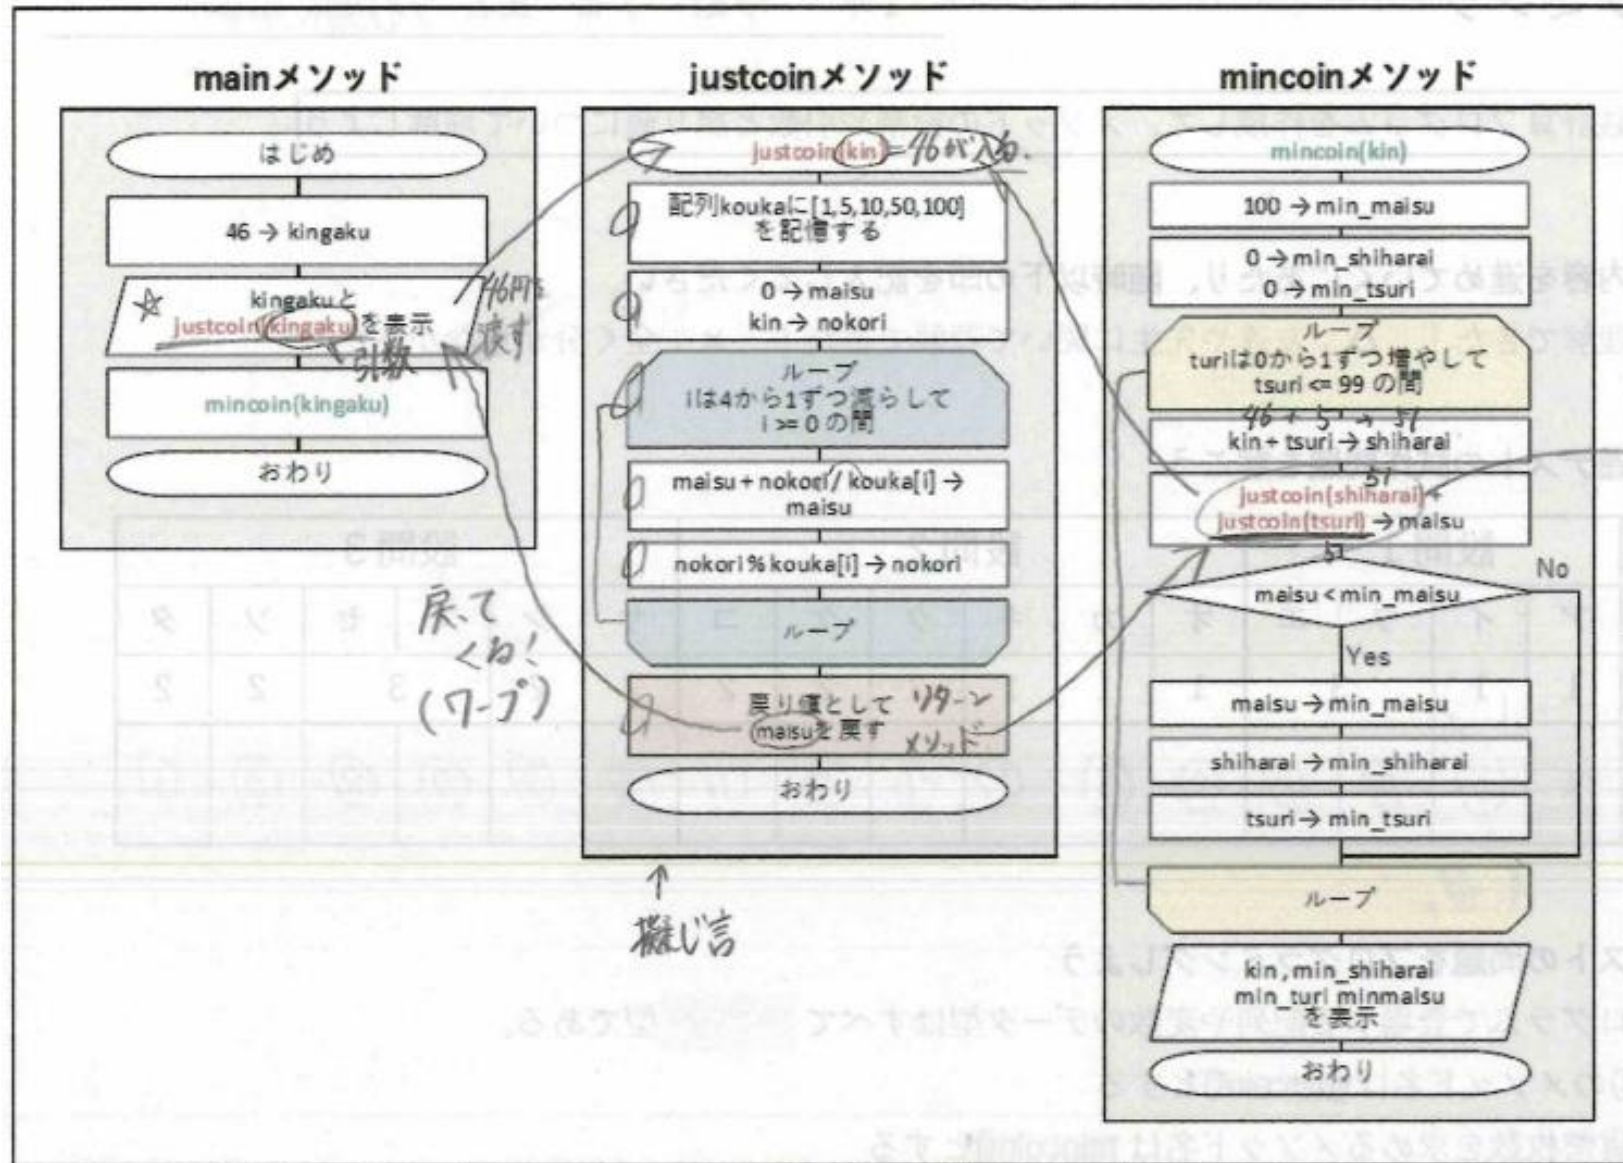 mainメソッド
はじめ
46 → kingaku
kingakuと
justcoin(kingaku)を表示
引数
46円を
渡す
mincoin(kingaku)
おわり
戻って
くる!
(ワープ)
justcoinメソッド
justcoin(kin)=46が入る.
配列koukaに[1,5,10,50,100]
を記憶する
0 → maisu
kin → nokori
ループ
iは4から1ずつ減らして
i >= 0 の間
maisu + nokori / kouka[i] →
maisu
nokori % kouka[i] → nokori
ループ
戻り値として リターン
maisuを戻す メソッド
おわり
↑
mincoinメソッド
mincoin(kin)
100 → min_maisu
0 → min_shiharai
0 → min_tsuri
ループ
turiは0から1ずつ増やして
tsuri <= 99 の間
46 + 5 → 51
kin + tsuri → shiharai
51
justcoin(shiharai)+
justcoin(tsuri) → maisu
maisu < min_maisu
No
Yes
maisu → min_maisu
shiharai → min_shiharai
tsuri → min_tsuri
ループ
kin, min_shiharai
min_turi minmaisu
を表示
おわり